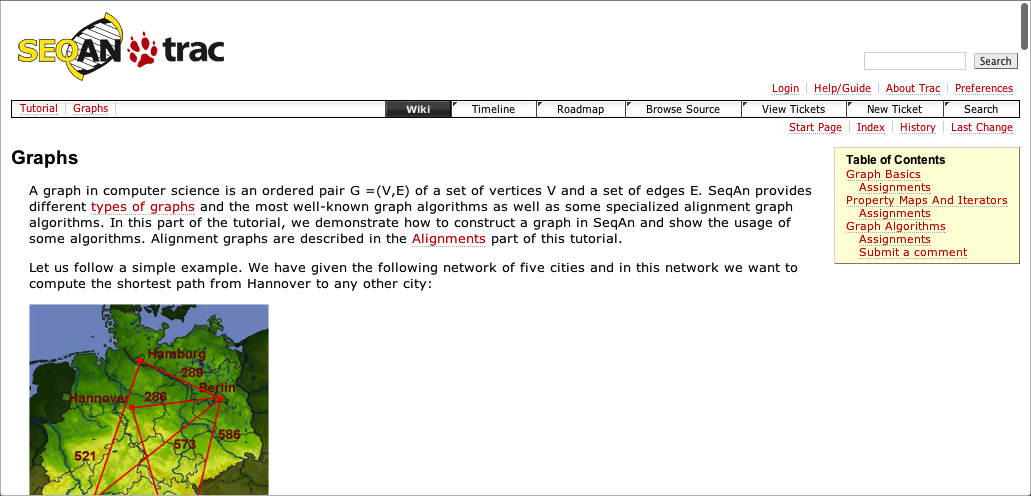 SEQAN trac
Search
Login Help/Guide About Trac Preferences
Tutorial Graphs Wiki Timeline Roadmap Browse Source View Tickets New Ticket Search
Start Page Index History Last Change
Graphs
A graph in computer science is an ordered pair G =(V,E) of a set of vertices V and a set of edges E. SeqAn provides
different types of graphs and the most well-known graph algorithms as well as some specialized alignment graph
algorithms. In this part of the tutorial, we demonstrate how to construct a graph in SeqAn and show the usage of
some algorithms. Alignment graphs are described in the Alignments part of this tutorial.
Let us follow a simple example. We have given the following network of five cities and in this network we want to
compute the shortest path from Hannover to any other city:
Table of Contents
Graph Basics
Assignments
Property Maps And Iterators
Assignments
Graph Algorithms
Assignments
Submit a comment
Hamburg
289
Berlin
Hannover 286
586
573
521